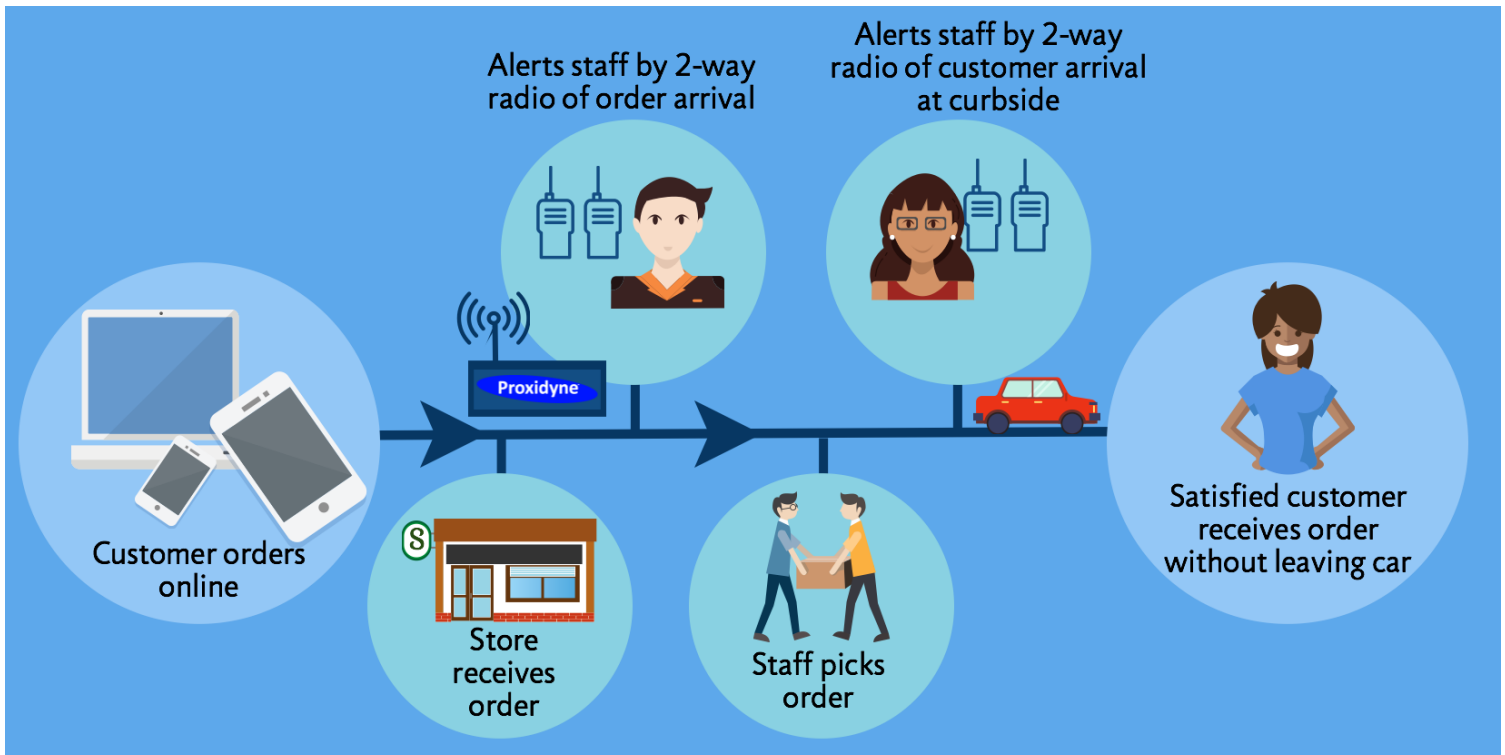 Customer orders
online
Proxidyne
S
Store
receives
order
Alerts staff by 2-way
radio of order arrival
Staff picks
order
Alerts staff by 2-way
radio of customer arrival
at curbside
Satisfied customer
receives order
without leaving car